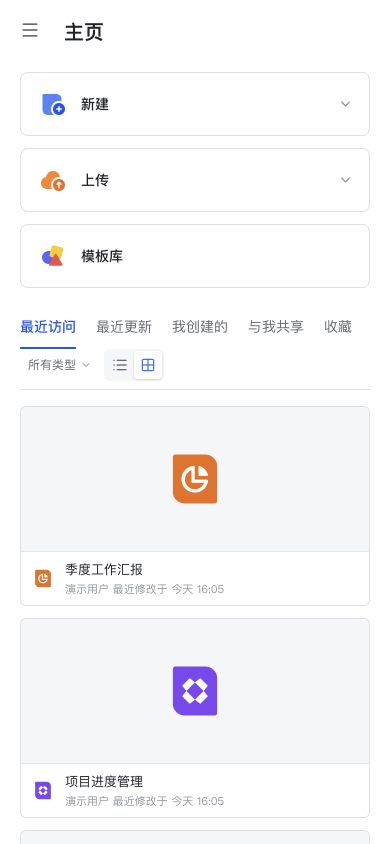 主页
新建
上传
模板库
最近访问 最近更新 我创建的 与我共享 收藏
所有类型
季度工作汇报
演示用户 最近修改于 今天 16:05
项目进度管理
演示用户 最近修改于 今天 16:05